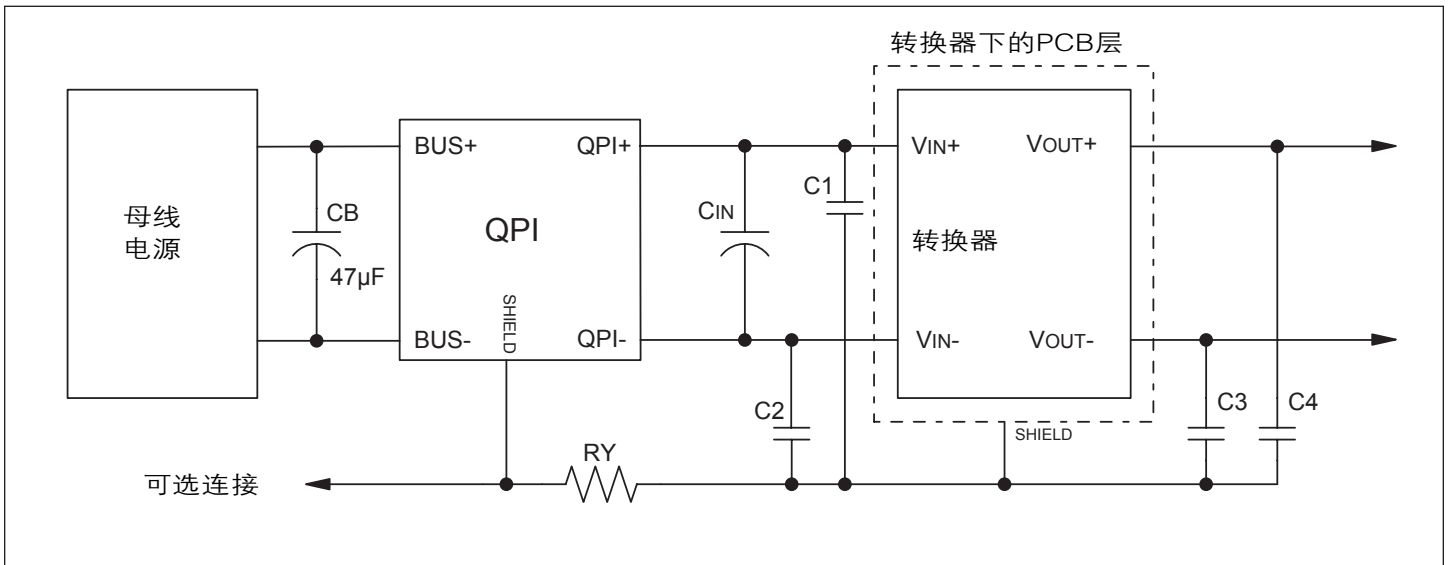 转换器下的PCB层
母线
电源
CB
47µF
BUS+
QPI+
QPI
SHIELD
BUS-
QPI-
CIN
C1
VIN+
VOUT+
转换器
VIN-
VOUT-
C2
C3
C4
SHIELD
RY
可选连接